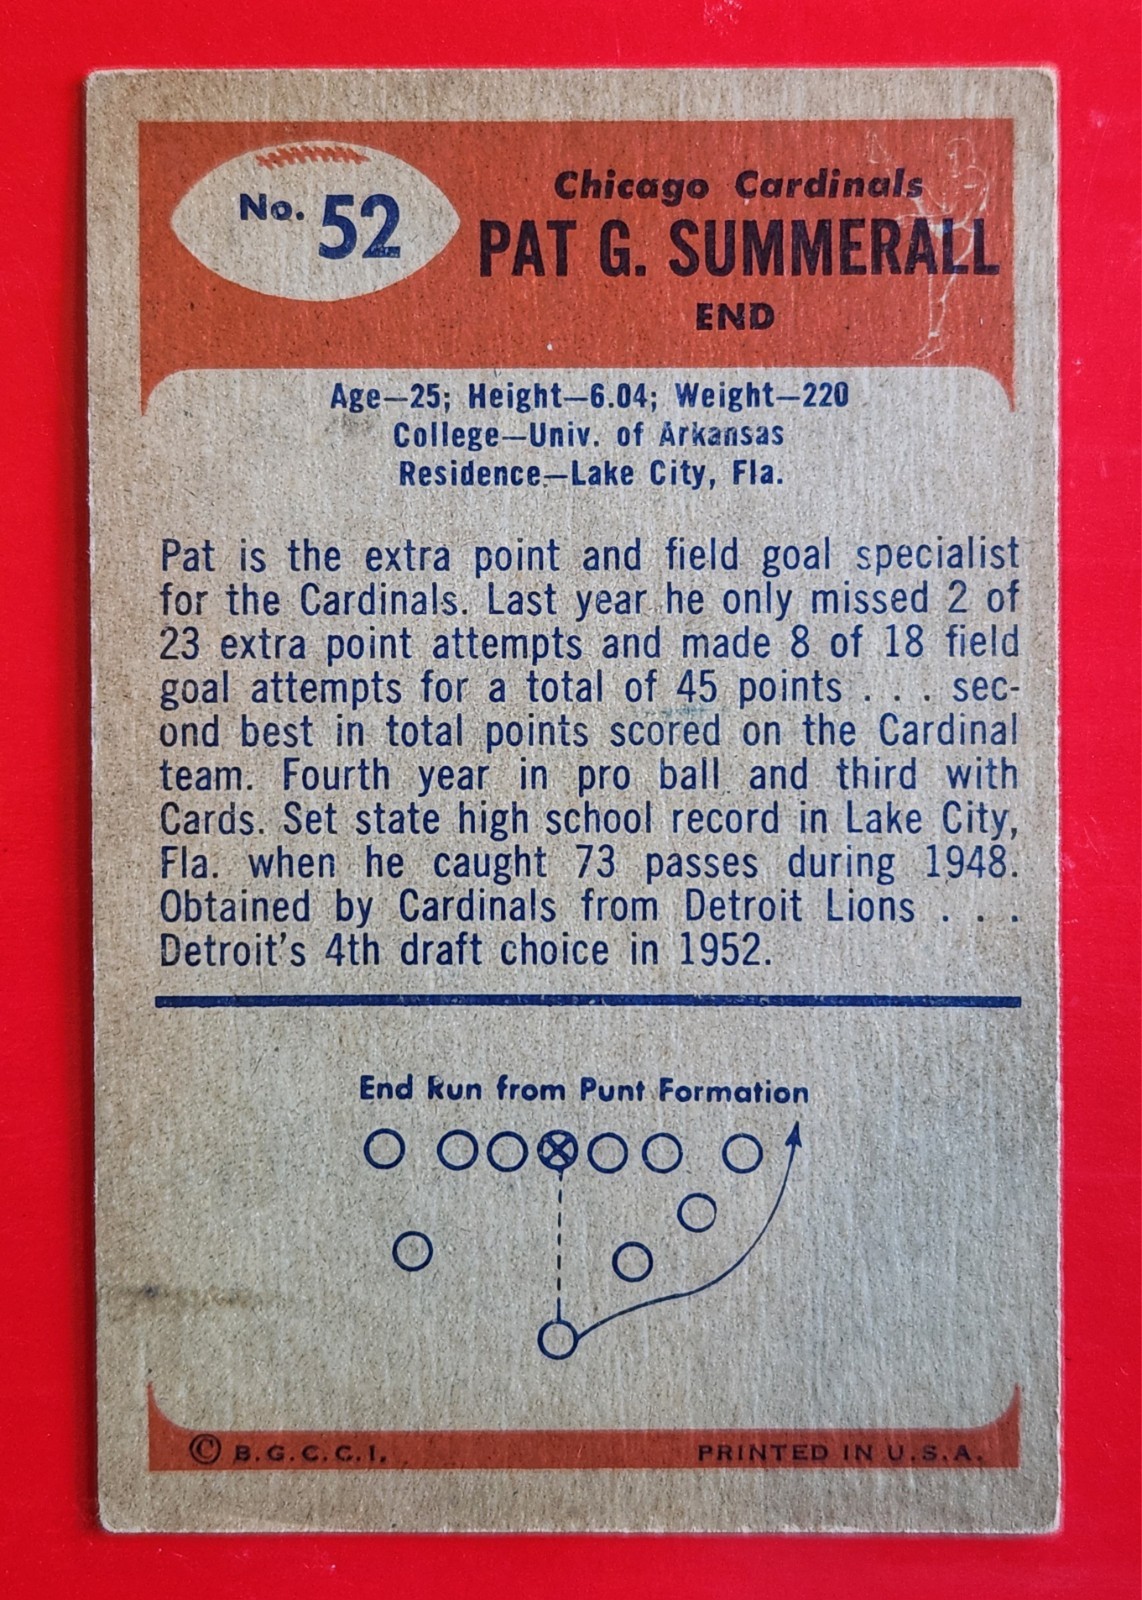 No. 52
Chicago Cardinals
PAT G. SUMMERALL
END
Age—25; Height—6.04; Weight—220
College—Univ. of Arkansas
Residence—Lake City, Fla.
Pat is the extra point and field goal specialist
for the Cardinals. Last year he only missed 2 of
23 extra point attempts and made 8 of 18 field
goal attempts for a total of 45 points . . . sec-
ond best in total points scored on the Cardinal
team. Fourth year in pro ball and third with
Cards. Set state high school record in Lake City,
Fla. when he caught 73 passes during 1948.
Obtained by Cardinals from Detroit Lions . . .
Detroit's 4th draft choice in 1952.
End Run from Punt Formation
© B.G.C.C.I. PRINTED IN U.S.A.